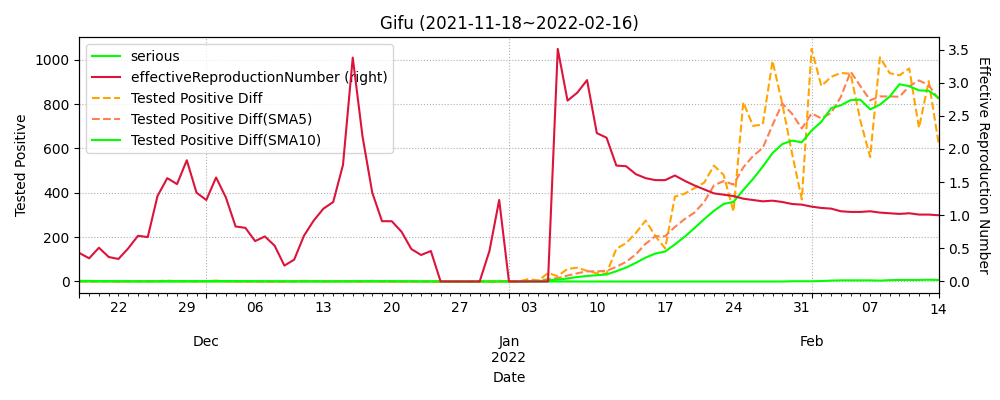 Gifu (2021-11-18~2022-02-16)
serious
effectiveReproductionNumber (right)
Tested Positive Diff
Tested Positive Diff(SMA5)
Tested Positive Diff(SMA10)
Tested Positive
1000
800
600
400
200
0
3.5
3.0
2.5
2.0
1.5
1.0
0.5
0.0
Effective Reproduction Number
22 29 06 13 20 27 03 10 17 24 31 07 14
Dec Jan Feb
2022
Date